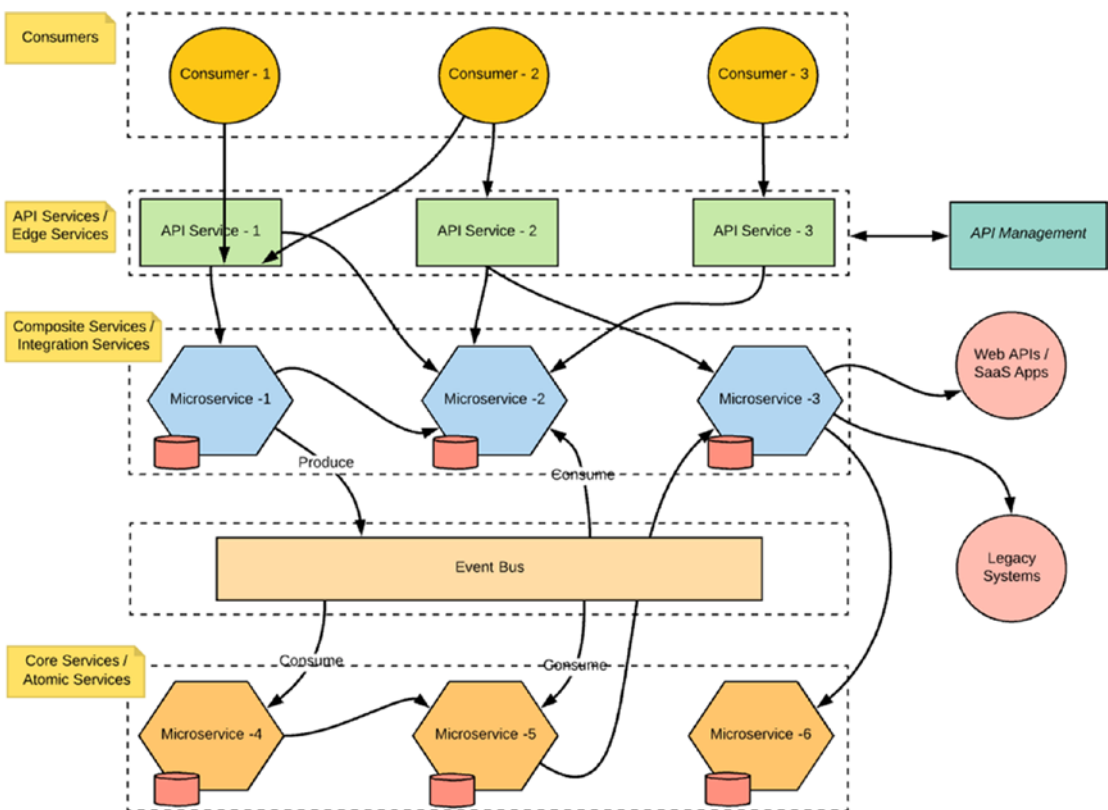 Consumers
Consumer - 1
Consumer - 2
Consumer - 3
API Services /
Edge Services
API Service - 1
API Service - 2
API Service - 3
API Management
Composite Services /
Integration Services
Microservice -1
Microservice -2
Microservice -3
Web APIs /
SaaS Apps
Produce
Consume
Event Bus
Legacy
Systems
Core Services /
Atomic Services
Consume
Consume
Microservice -4
Microservice -5
Microservice -6